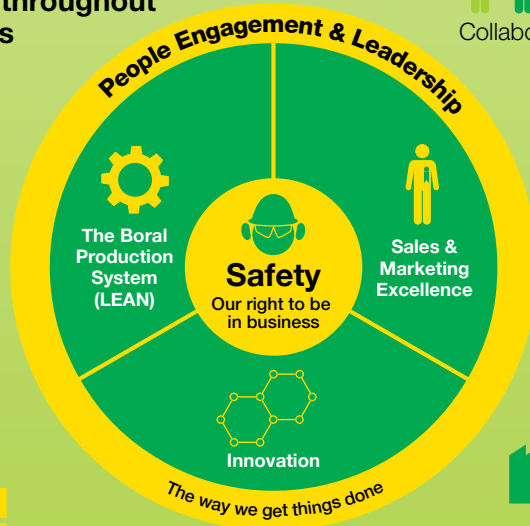 throughout
s
Collabo
People Engagement & Leadership
The Boral
Production
System
(LEAN)
Safety
Our right to be
in business
Sales &
Marketing
Excellence
Innovation
The way we get things done